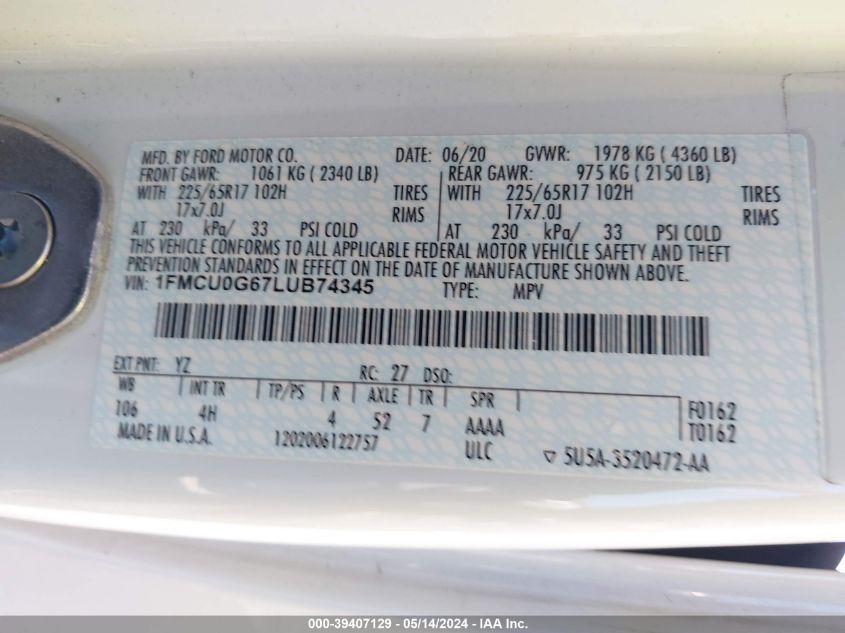 MFD. BY FORD MOTOR CO. DATE: 06/20 GVWR: 1978 KG ( 4360 LB)
FRONT GAWR: 1061 KG ( 2340 LB) REAR GAWR: 975 KG ( 2150 LB)
WITH 225/65R17 102H TIRES WITH 225/65R17 102H TIRES
17x7.0J RIMS 17x7.0J RIMS
AT 230 kPa/ 33 PSI COLD AT 230 kPa/ 33 PSI COLD
THIS VEHICLE CONFORMS TO ALL APPLICABLE FEDERAL MOTOR VEHICLE SAFETY AND THEFT
PREVENTION STANDARDS IN EFFECT ON THE DATE OF MANUFACTURE SHOWN ABOVE.
VIN: 1FMCU0G67LUB74345 TYPE: MPV
EXT PNT: YZ RC: 27 DSO:
WB INT TR TP/PS R AXLE TR SPR
106 4H 4 52 7 AAAA F0162
T0162
MADE IN U.S.A. 1202006122757 ULC ▽ 5U5A-3520472-AA
000-39407129 - 05/14/2024 - IAA Inc.